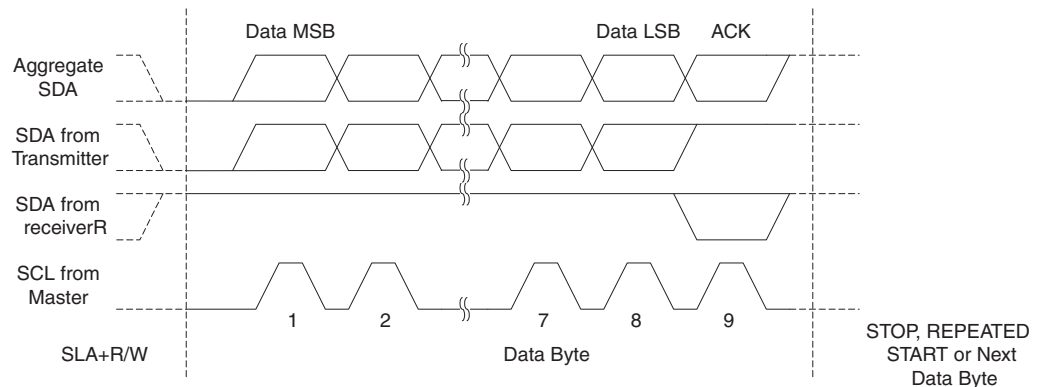 Data MSB
Data LSB
ACK
Aggregate
SDA
SDA from
Transmitter
SDA from
receiverR
SCL from
Master
1
2
7
8
9
SLA+R/W
Data Byte
STOP, REPEATED
START or Next
Data Byte